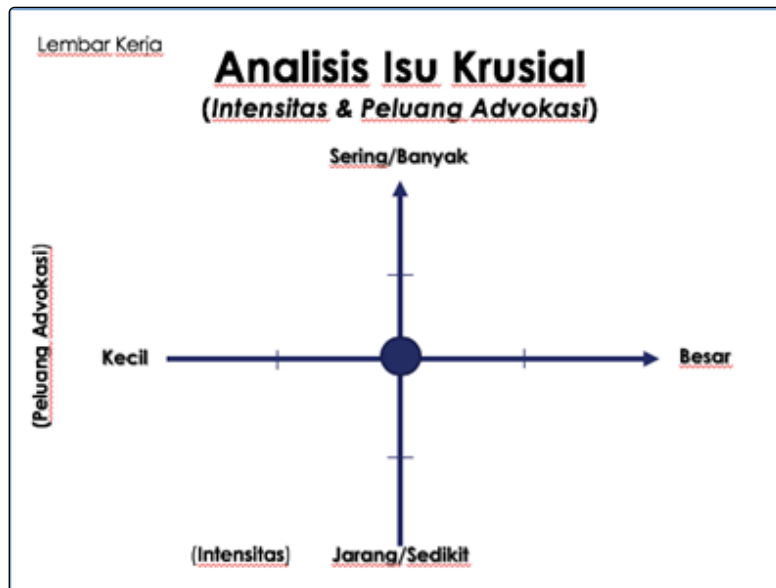 Lembar Kerja
Analisis Isu Krusial
(Intensitas & Peluang Advokasi)
Sering/Banyak
(Peluang Advokasi)
Kecil
Besar
(Intensitas)
Jarang/Sedikit